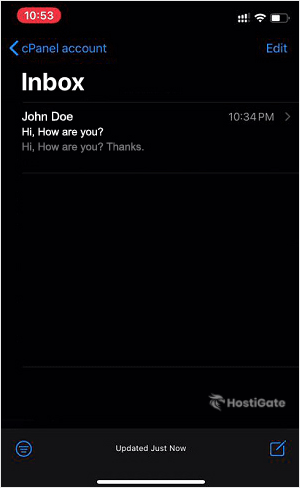 10:53
cPanel account Edit
Inbox
John Doe 10:34 PM
Hi, How are you?
Hi, How are you? Thanks.
HostiGate
Updated Just Now